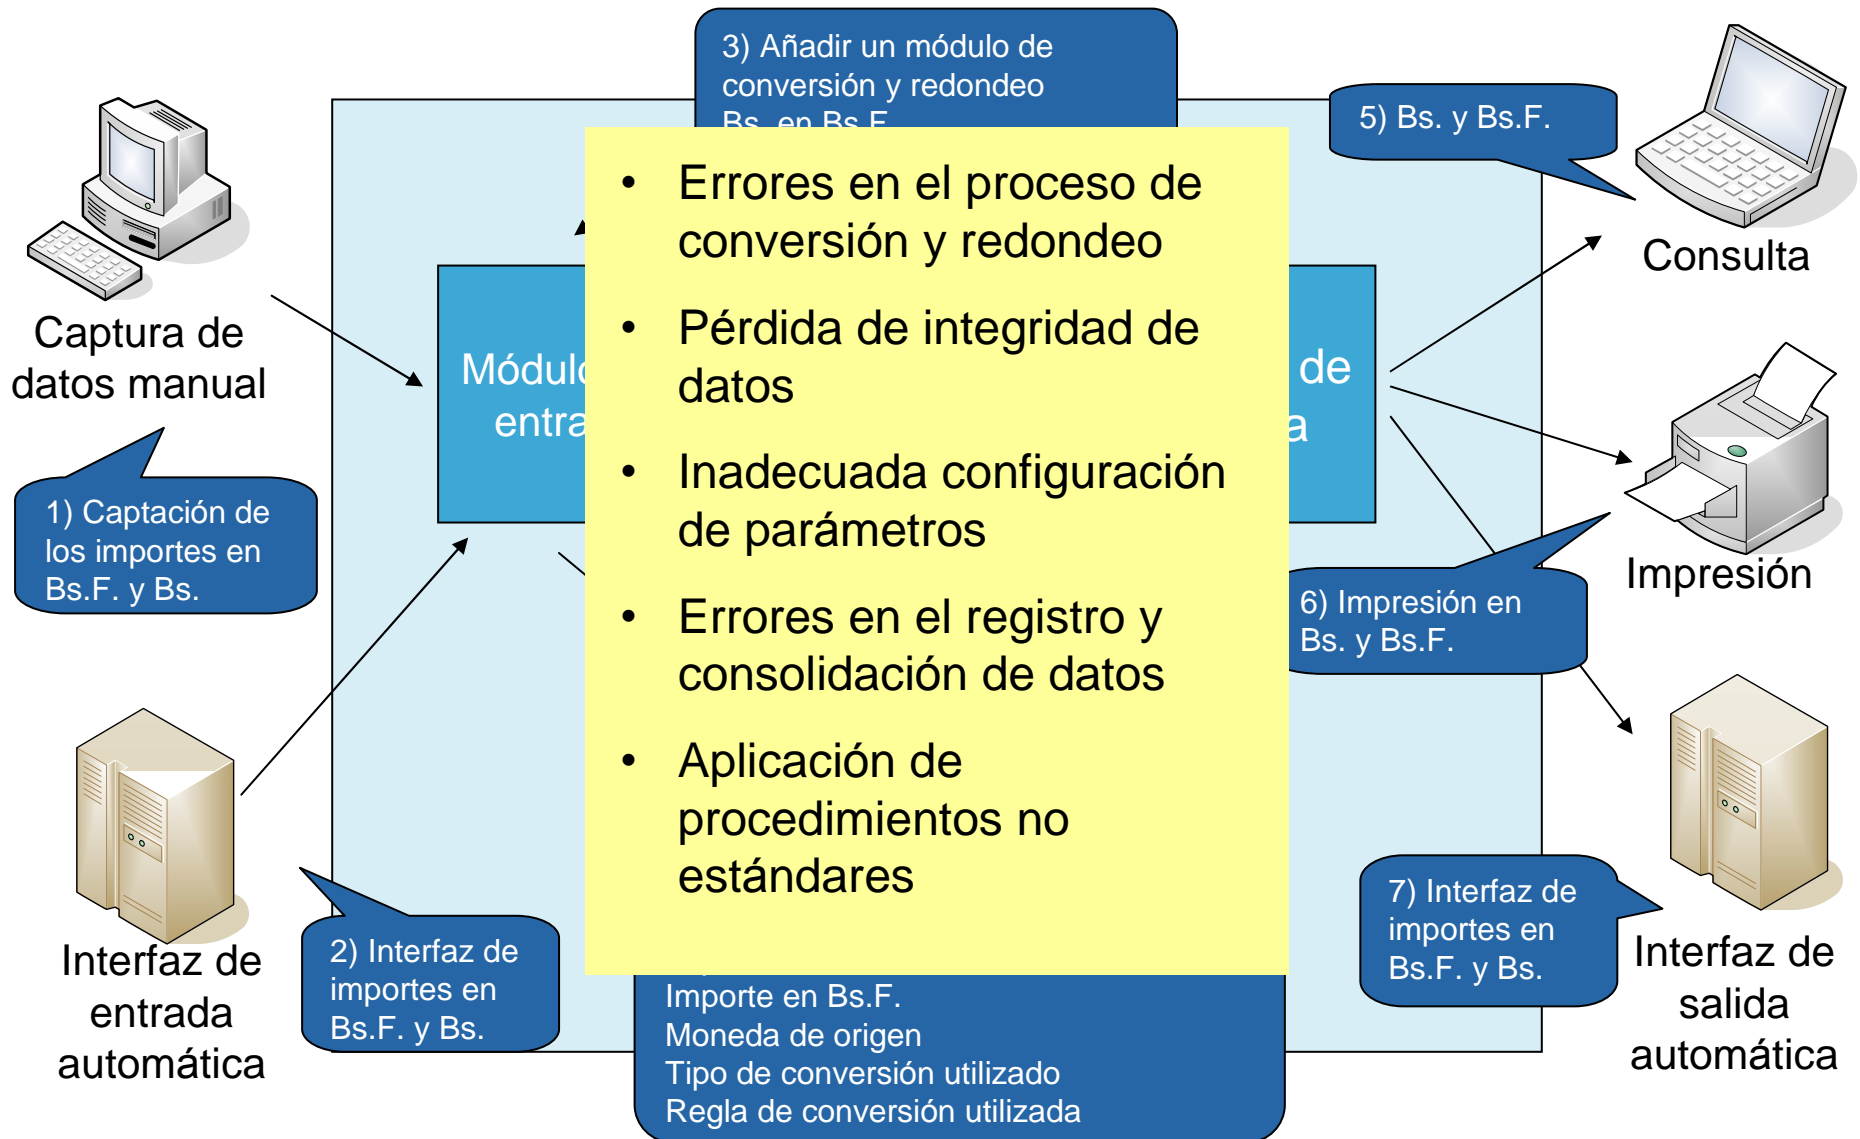 3) Añadir un módulo de
conversión y redondeo
Bs. en Bs.F.
5) Bs. y Bs.F.
Consulta
Captura de
datos manual
1) Captación de
los importes en
Bs.F. y Bs.
• Errores en el proceso de
conversión y redondeo
• Pérdida de integridad de
datos
• Inadecuada configuración
de parámetros
• Errores en el registro y
consolidación de datos
• Aplicación de
procedimientos no
estándares
de
Impresión
6) Impresión en
Bs. y Bs.F.
Interfaz de
entrada
automática
2) Interfaz de
importes en
Bs.F. y Bs.
7) Interfaz de
importes en
Bs.F. y Bs.
Interfaz de
salida
automática
Importe en Bs.F.
Moneda de origen
Tipo de conversión utilizado
Regla de conversión utilizada